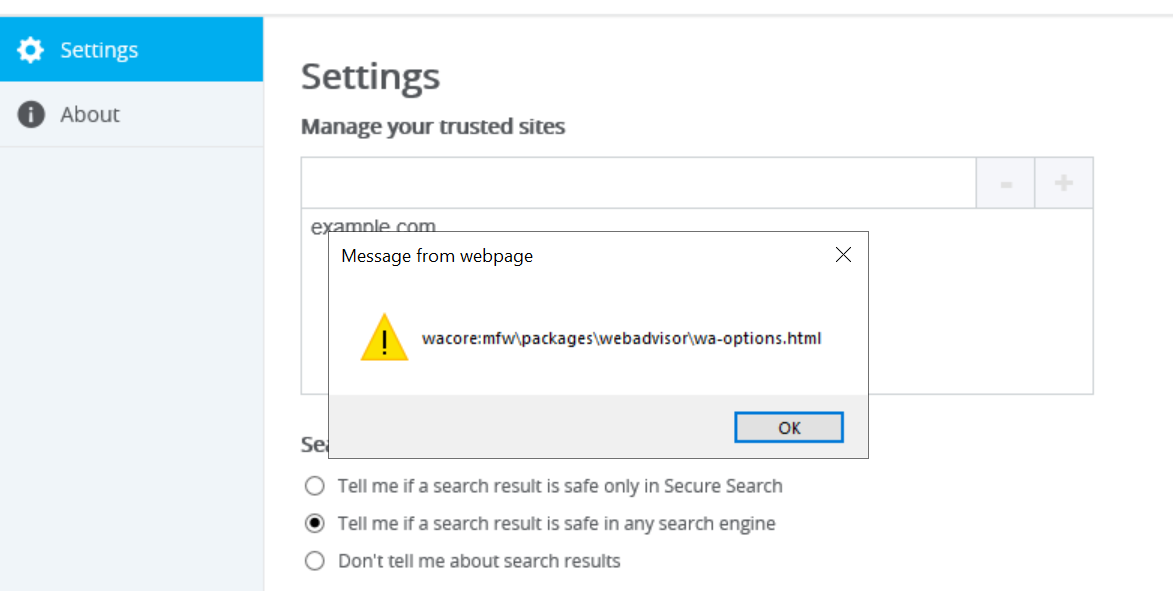 Settings
About
Settings
Manage your trusted sites
- +
example.com
Message from webpage
wacore:mfw\packages\webadvisor\wa-options.html
OK
Tell me if a search result is safe only in Secure Search
Tell me if a search result is safe in any search engine
Don't tell me about search results